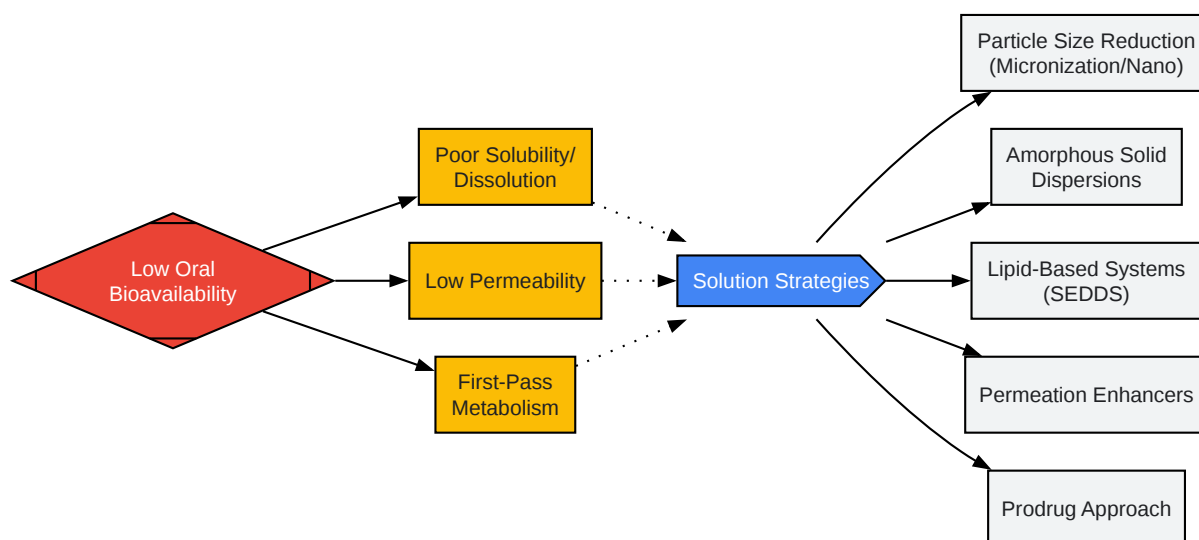 Low Oral
Bioavailability
Poor Solubility/
Dissolution
Low Permeability
First-Pass
Metabolism
Solution Strategies
Particle Size Reduction
(Micronization/Nano)
Amorphous Solid
Dispersions
Lipid-Based Systems
(SEDDS)
Permeation Enhancers
Prodrug Approach